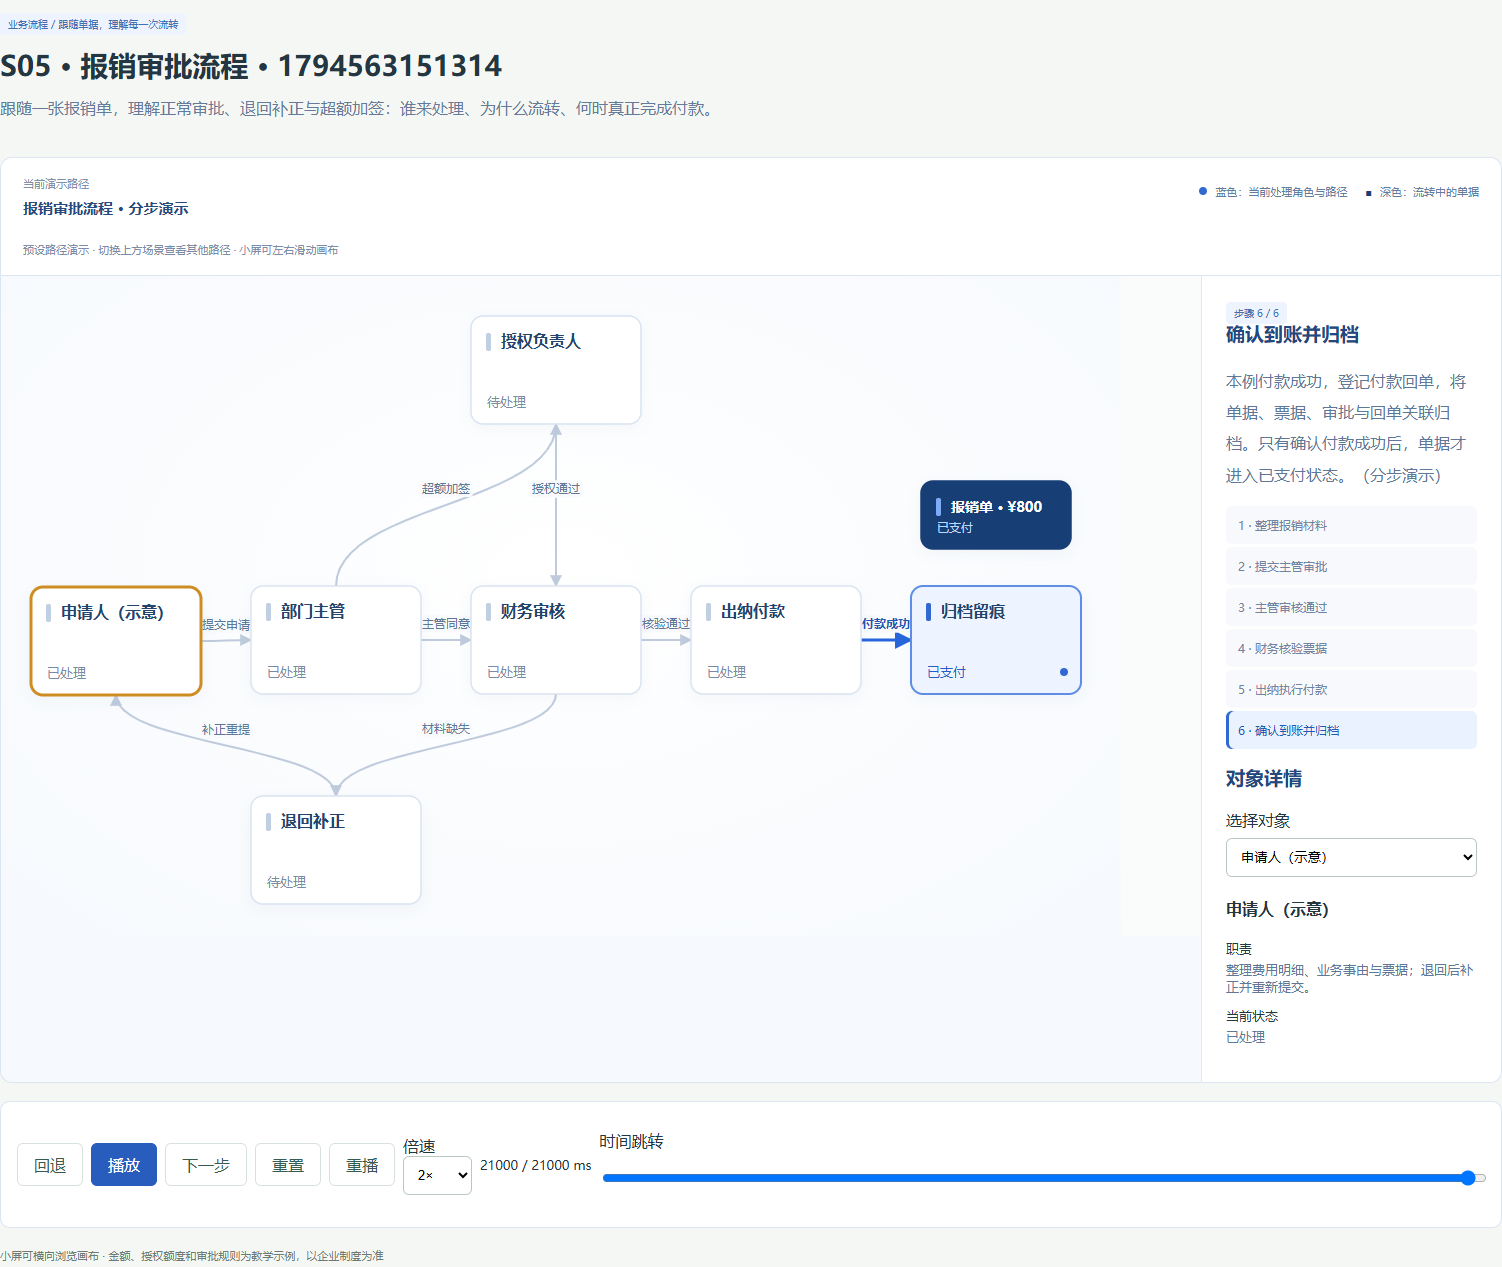 业务流程 / 跟随单据，理解每一次流转
S05 • 报销审批流程 • 1794563151314
跟随一张报销单，理解正常审批、退回补正与超额加签：谁来处理、为什么流转、何时真正完成付款。
当前演示路径
报销审批流程 • 分步演示
蓝色：当前处理角色与路径
深色：流转中的单据
预设路径演示 · 切换上方场景查看其他路径 · 小屏可左右滑动画布
授权负责人
待处理
超额加签
授权通过
报销单 • ¥800
已支付
申请人（示意）
已处理
提交申请
部门主管
已处理
主管同意
财务审核
已处理
核验通过
出纳付款
已处理
付款成功
归档留痕
已支付
补正重提
材料缺失
退回补正
待处理
步骤 6 / 6
确认到账并归档
本例付款成功，登记付款回单，将
单据、票据、审批与回单关联归
档。只有确认付款成功后，单据才
进入已支付状态。（分步演示）
1 · 整理报销材料
2 · 提交主管审批
3 · 主管审核通过
4 · 财务核验票据
5 · 出纳执行付款
6 · 确认到账并归档
对象详情
选择对象
申请人（示意）
申请人（示意）
职责
整理费用明细、业务事由与票据；退回后补
正并重新提交。
当前状态
已处理
回退
播放
下一步
重置
重播
倍速
2×
21000 / 21000 ms
时间跳转
小屏可横向浏览画布 · 金额、授权额度和审批规则为教学示例，以企业制度为准